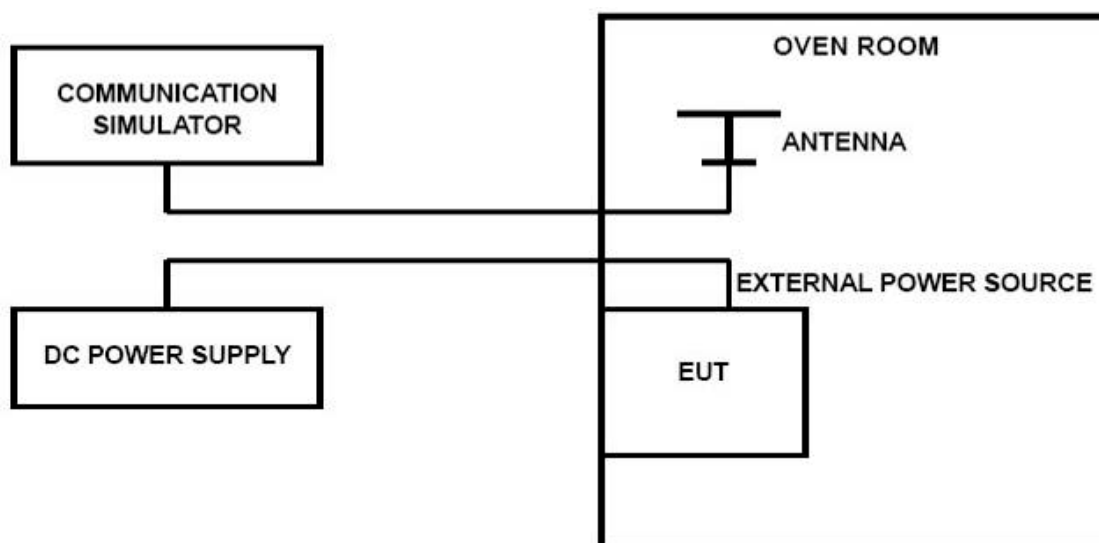 OVEN ROOM
COMMUNICATION
SIMULATOR
ANTENNA
EXTERNAL POWER SOURCE
DC POWER SUPPLY
EUT